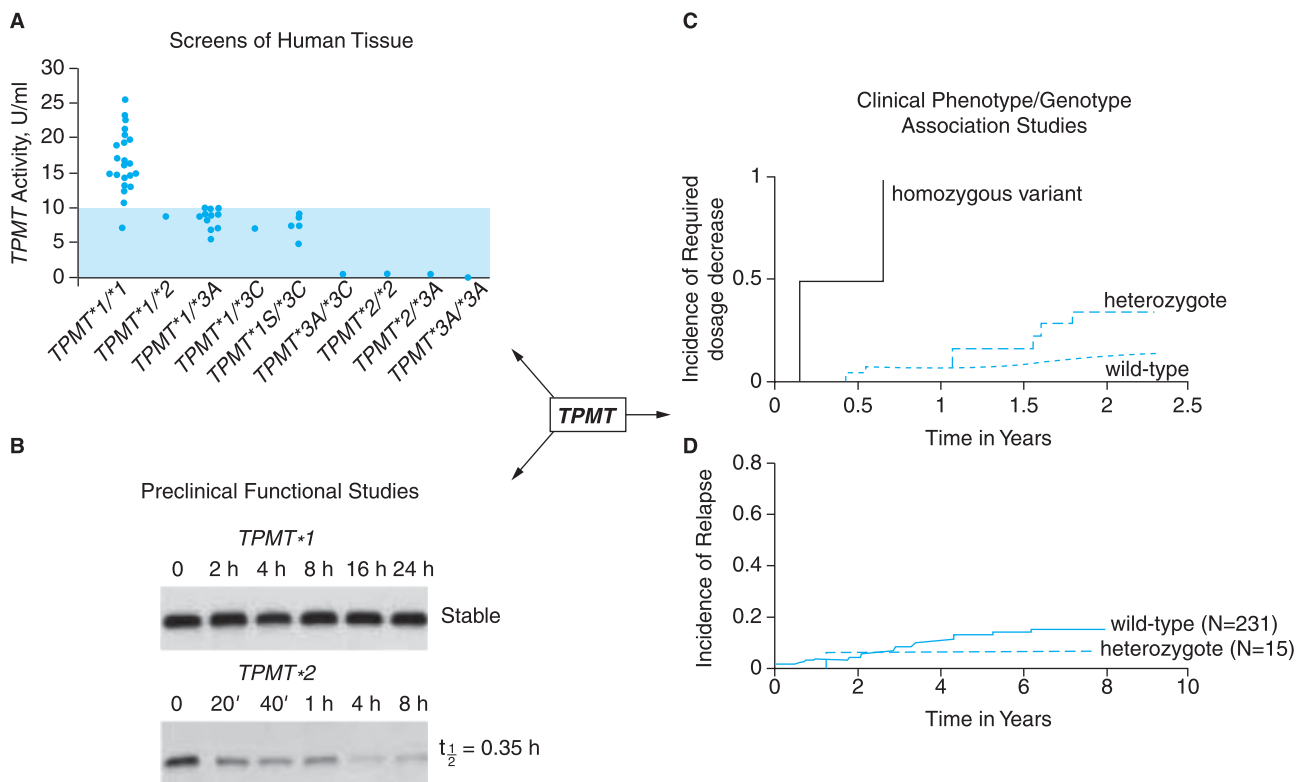 A
Screens of Human Tissue
TPMT Activity, U/ml
30
25
20
15
10
5
0
TPMT*1/*1
TPMT*1/*2
TPMT*1/*3A
TPMT*1/*3C
TPMT*1S/*3C
TPMT*3A/*3C
TPMT*2/*2
TPMT*2/*3A
TPMT*3A/*3A
TPMT
B
Preclinical Functional Studies
TPMT*1
0 2 h 4 h 8 h 16 h 24 h
Stable
TPMT*2
0 20' 40' 1 h 4 h 8 h
t1/2 = 0.35 h
C
Clinical Phenotype/Genotype
Association Studies
Incidence of Required
dosage decrease
1
0.5
0
homozygous variant
heterozygote
wild-type
0 0.5 1 1.5 2 2.5
Time in Years
D
Incidence of Relapse
0.8
0.6
0.4
0.2
0
wild-type (N=231)
heterozygote (N=15)
0 2 4 6 8 10
Time in Years